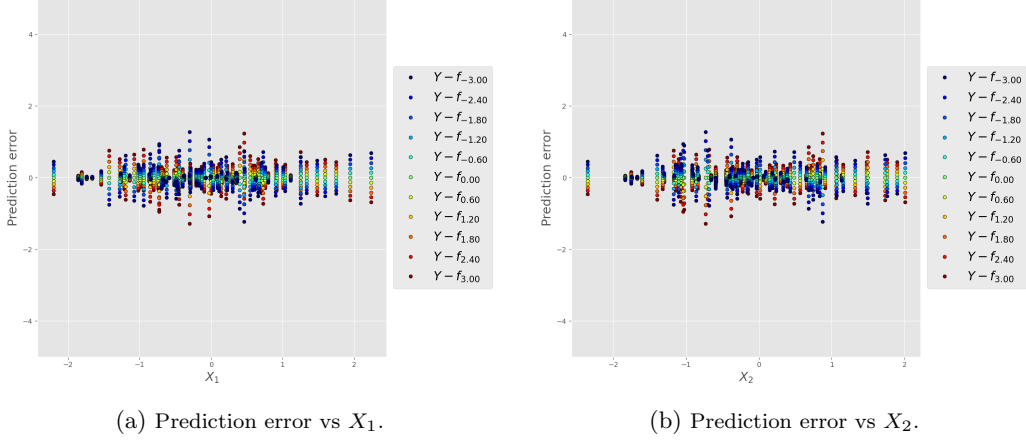 4
2
0
−2
−4
Prediction error
−2
−1
0
1
2
X₁
Y − f₋₃.₀₀
Y − f₋₂.₄₀
Y − f₋₁.₈₀
Y − f₋₁.₂₀
Y − f₋₀.₆₀
Y − f₀.₀₀
Y − f₀.₆₀
Y − f₁.₂₀
Y − f₁.₈₀
Y − f₂.₄₀
Y − f₃.₀₀
(a) Prediction error vs X₁.
4
2
0
−2
−4
Prediction error
−2
−1
0
1
2
X₂
Y − f₋₃.₀₀
Y − f₋₂.₄₀
Y − f₋₁.₈₀
Y − f₋₁.₂₀
Y − f₋₀.₆₀
Y − f₀.₀₀
Y − f₀.₆₀
Y − f₁.₂₀
Y − f₁.₈₀
Y − f₂.₄₀
Y − f₃.₀₀
(b) Prediction error vs X₂.